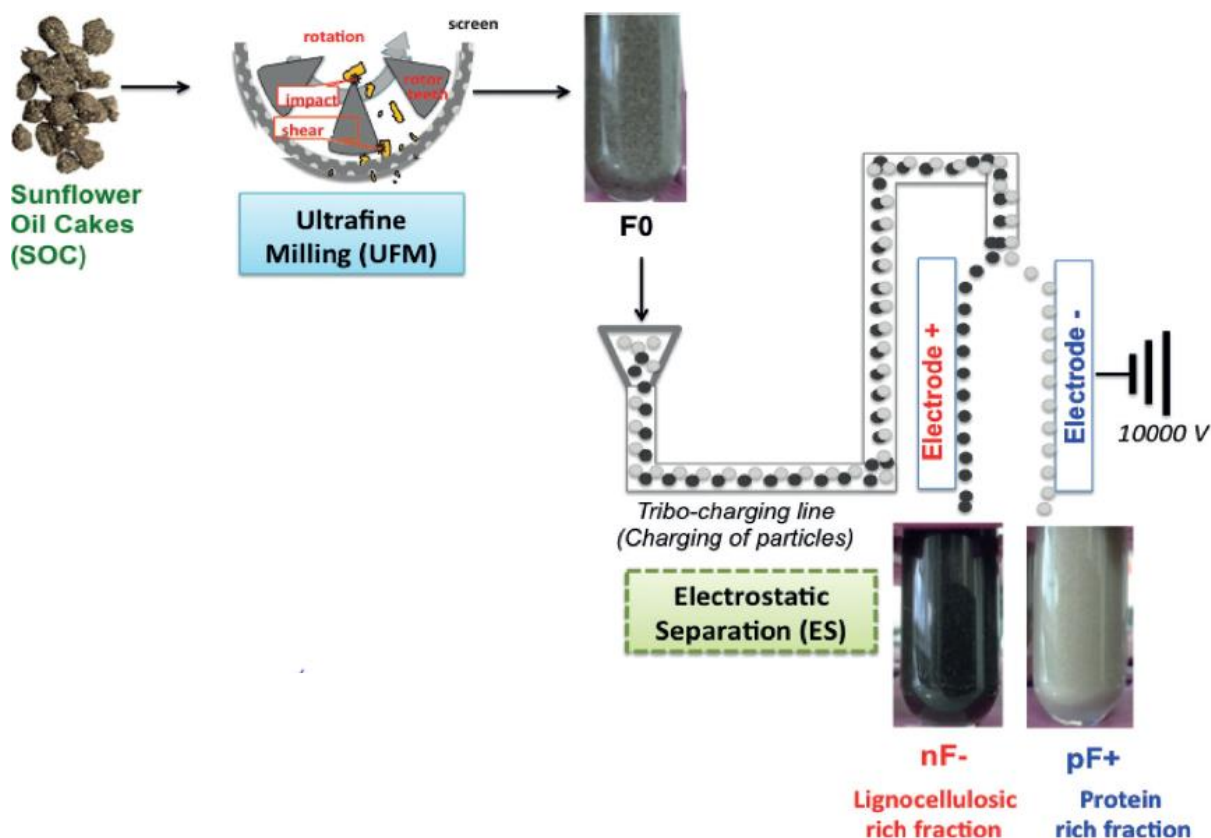 screen
rotation
rotor
teeth
impact
shear
Sunflower
Oil Cakes
(SOC)
Ultrafine
Milling (UFM)
F0
Electrode +
Electrode -
10000 V
Tribo-charging line
(Charging of particles)
Electrostatic
Separation (ES)
nF-
pF+
Lignocellulosic
rich fraction
Protein
rich fraction